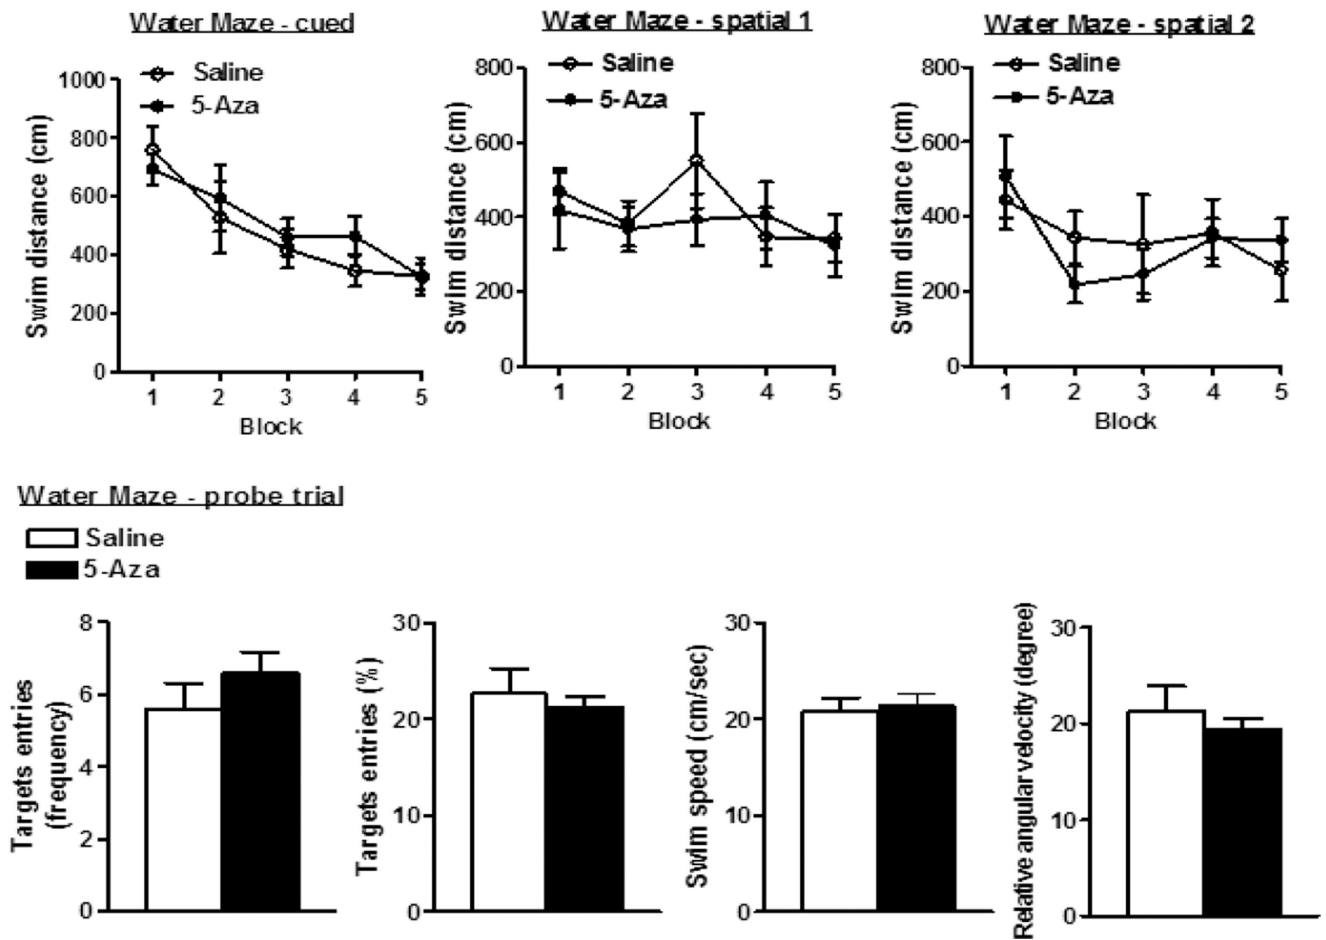 Water Maze - cued
Saline
5-Aza
Swim distance (cm)
1000
800
600
400
200
0
1 2 3 4 5
Block
Water Maze - spatial 1
Saline
5-Aza
Swim distance (cm)
800
600
400
200
0
1 2 3 4 5
Block
Water Maze - spatial 2
Saline
5-Aza
Swim distance (cm)
800
600
400
200
0
1 2 3 4 5
Block
Water Maze - probe trial
Saline
5-Aza
Targets entries
(frequency)
8
6
4
2
0
Targets entries (%)
30
20
10
0
Swim speed (cm/sec)
30
20
10
0
Relative angular velocity (degree)
30
20
10
0